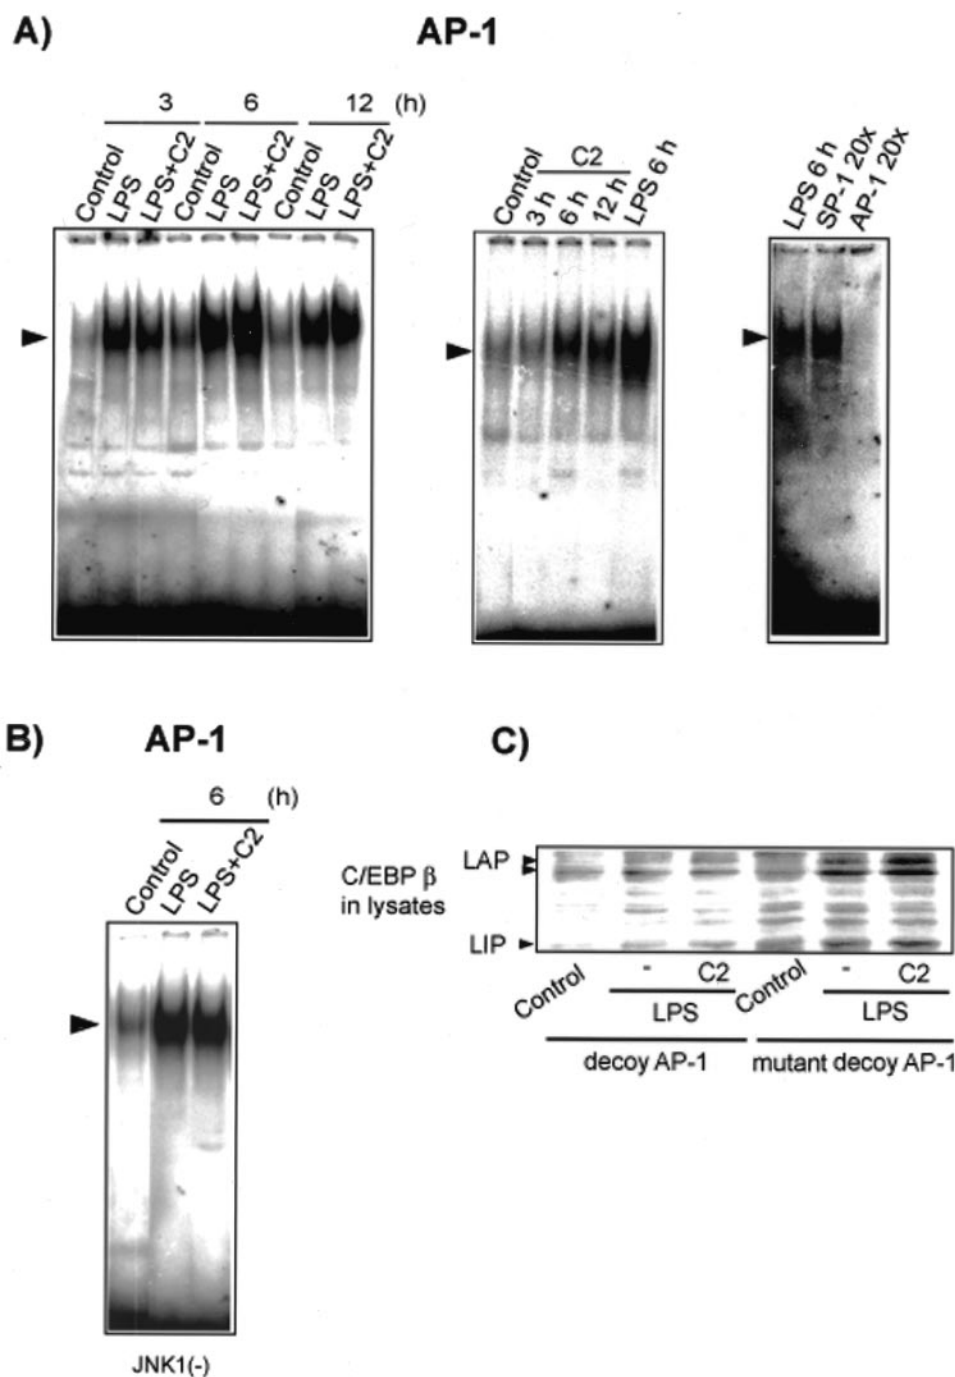 A)
AP-1
3 6 12 (h)
Control LPS LPS+C2 Control LPS LPS+C2 Control LPS LPS+C2
C2
Control 3 h 6 h 12 h LPS 6 h
LPS 6 h SP-1 20x AP-1 20x
B)
AP-1
6 (h)
Control LPS LPS+C2
JNK1(-)
C)
C/EBP β
in lysates
LAP
LIP
Control - C2 Control - C2
LPS LPS
decoy AP-1 mutant decoy AP-1